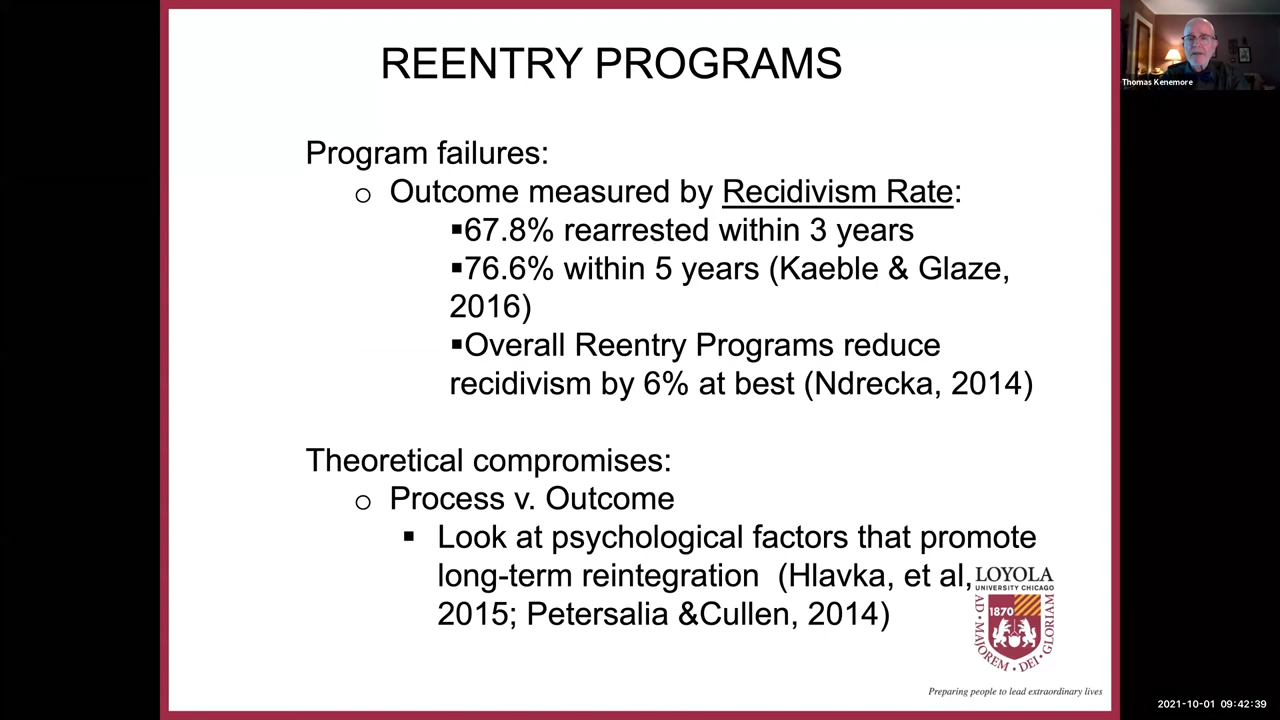 REENTRY PROGRAMS
Thomas Kenemore
Program failures:
o Outcome measured by Recidivism Rate:
▪67.8% rearrested within 3 years
▪76.6% within 5 years (Kaeble & Glaze,
2016)
▪Overall Reentry Programs reduce
recidivism by 6% at best (Ndrecka, 2014)
Theoretical compromises:
o Process v. Outcome
▪ Look at psychological factors that promote
long-term reintegration (Hlavka, et al,
2015; Petersalia &Cullen, 2014)
LOYOLA
UNIVERSITY CHICAGO
1870
AD • MAJOREM • DEI • GLORIAM
Preparing people to lead extraordinary lives
2021-10-01 09:42:39